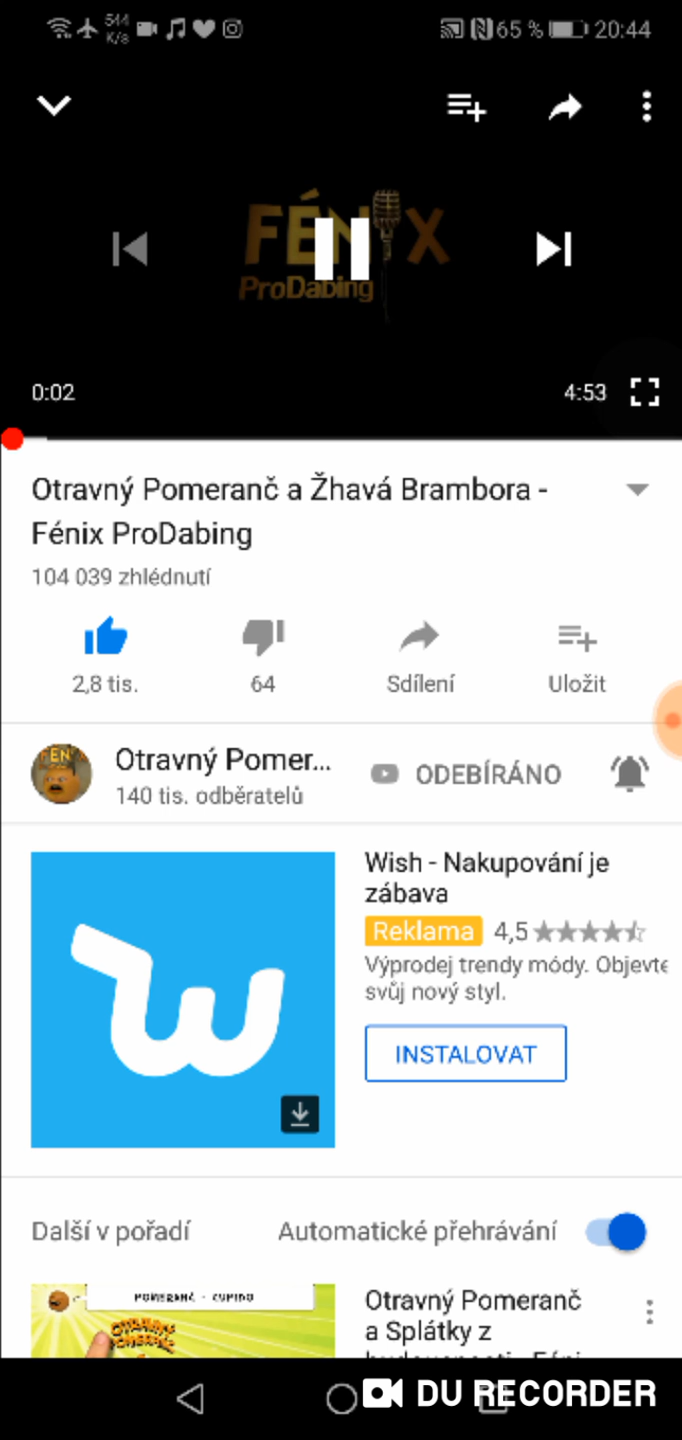 544
K/s
65 %
20:44
FÉNIX
ProDabing
0:02
4:53
Otravný Pomeranč a Žhavá Brambora -
Fénix ProDabing
104 039 zhlédnutí
2,8 tis.
64
Sdílení
Uložit
Otravný Pomer...
140 tis. odběratelů
ODEBÍRÁNO
Wish - Nakupování je
zábava
Reklama 4,5
Výprodej trendy módy. Objevte
svůj nový styl.
INSTALOVAT
Další v pořadí
Automatické přehrávání
POMERANČ - CUPIDO
OTRAVNÝ
POMERANČ
Otravný Pomeranč
a Splátky z
DU RECORDER